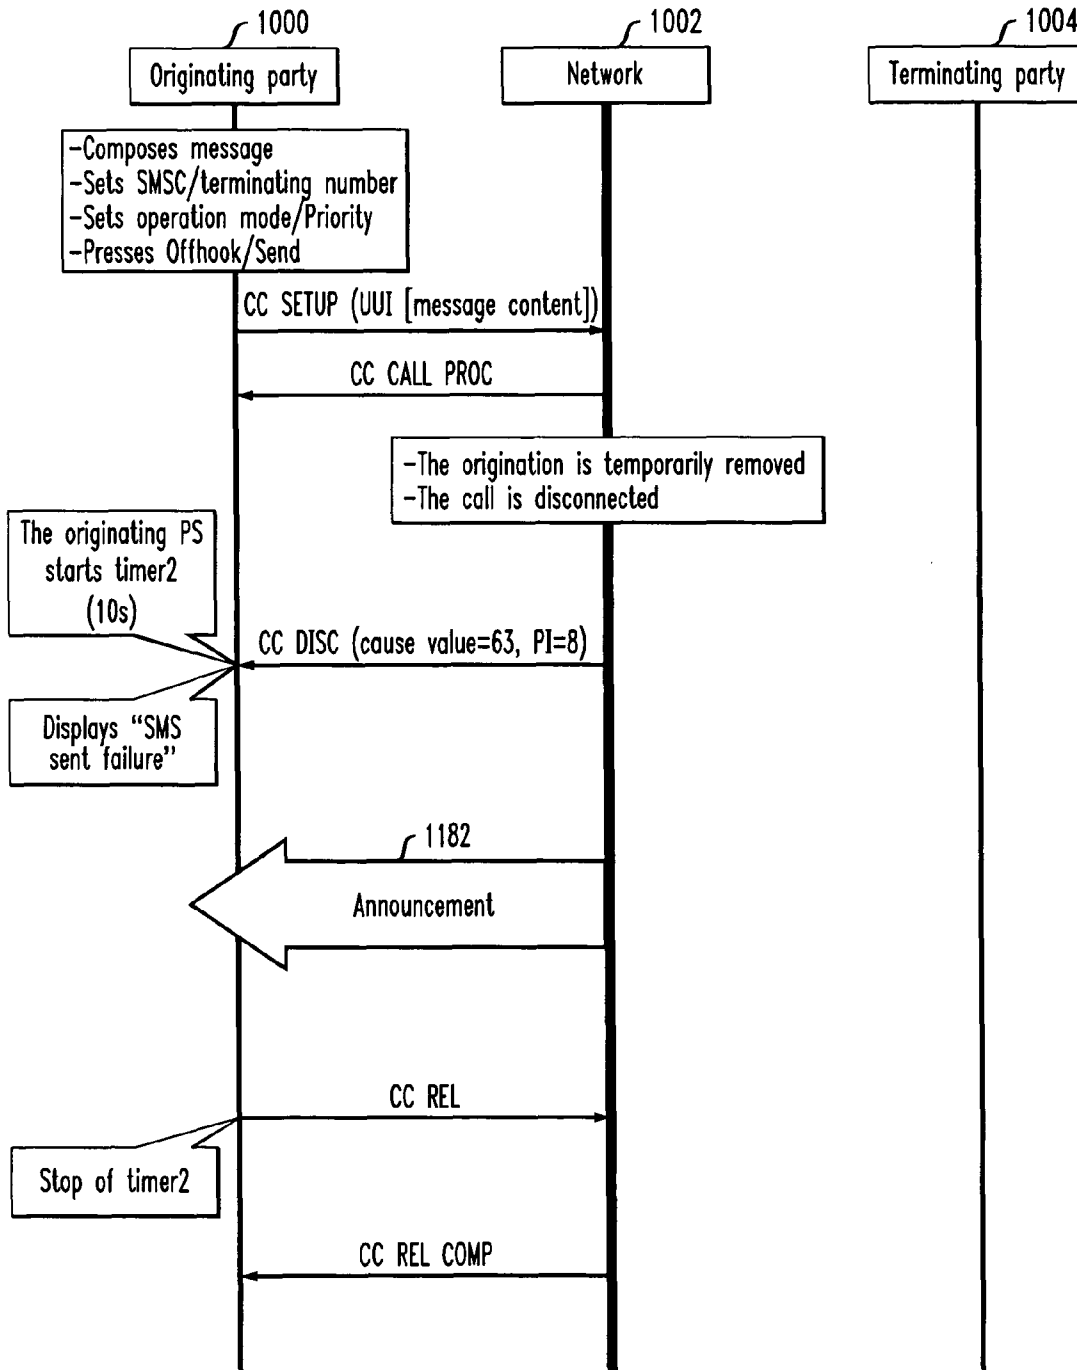 1000
1002
1004
Originating party
Network
Terminating party
-Composes message
-Sets SMSC/terminating number
-Sets operation mode/Priority
-Presses Offhook/Send
CC SETUP (UUI [message content])
CC CALL PROC
-The origination is temporarily removed
-The call is disconnected
The originating PS
starts timer2
(10s)
CC DISC (cause value=63, PI=8)
Displays “SMS
sent failure”
1182
Announcement
CC REL
Stop of timer2
CC REL COMP